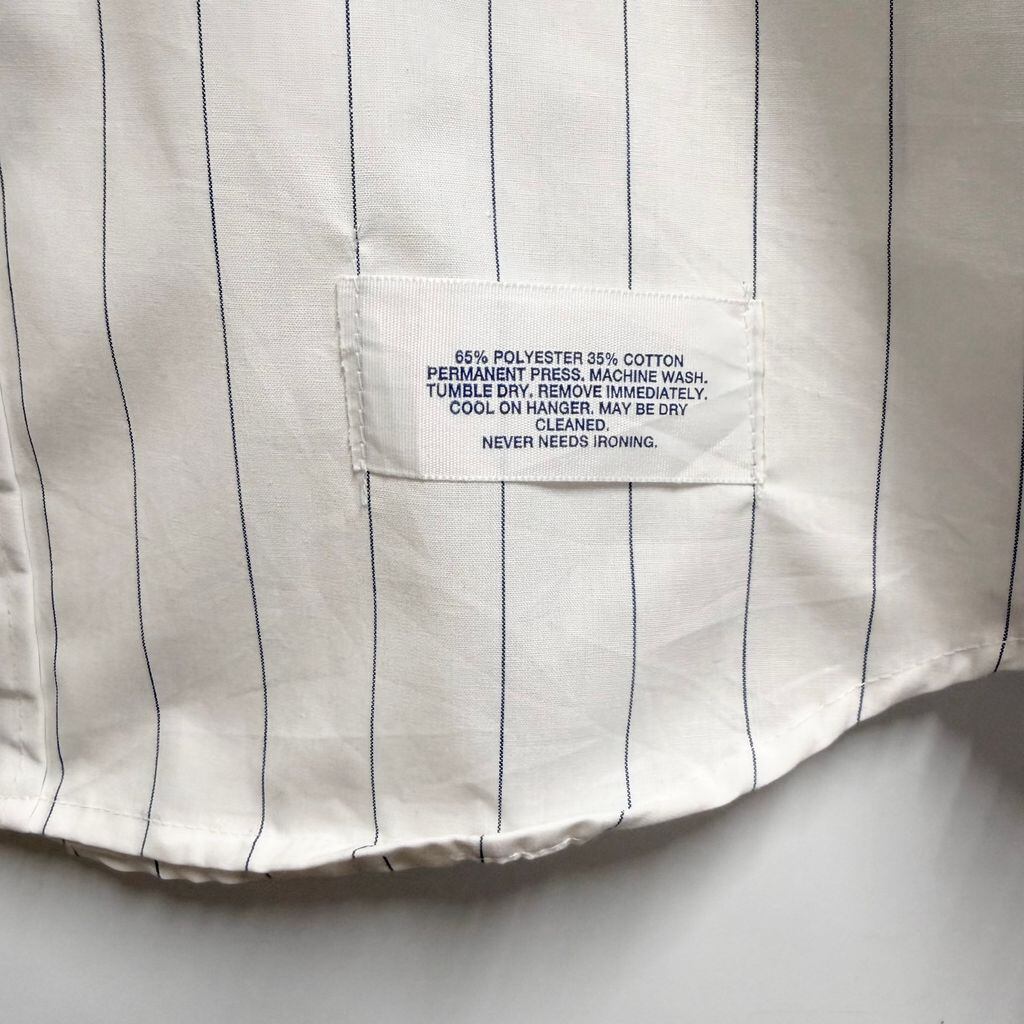 65% POLYESTER 35% COTTON
PERMANENT PRESS. MACHINE WASH.
TUMBLE DRY. REMOVE IMMEDIATELY.
COOL ON HANGER. MAY BE DRY
CLEANED.
NEVER NEEDS IRONING.